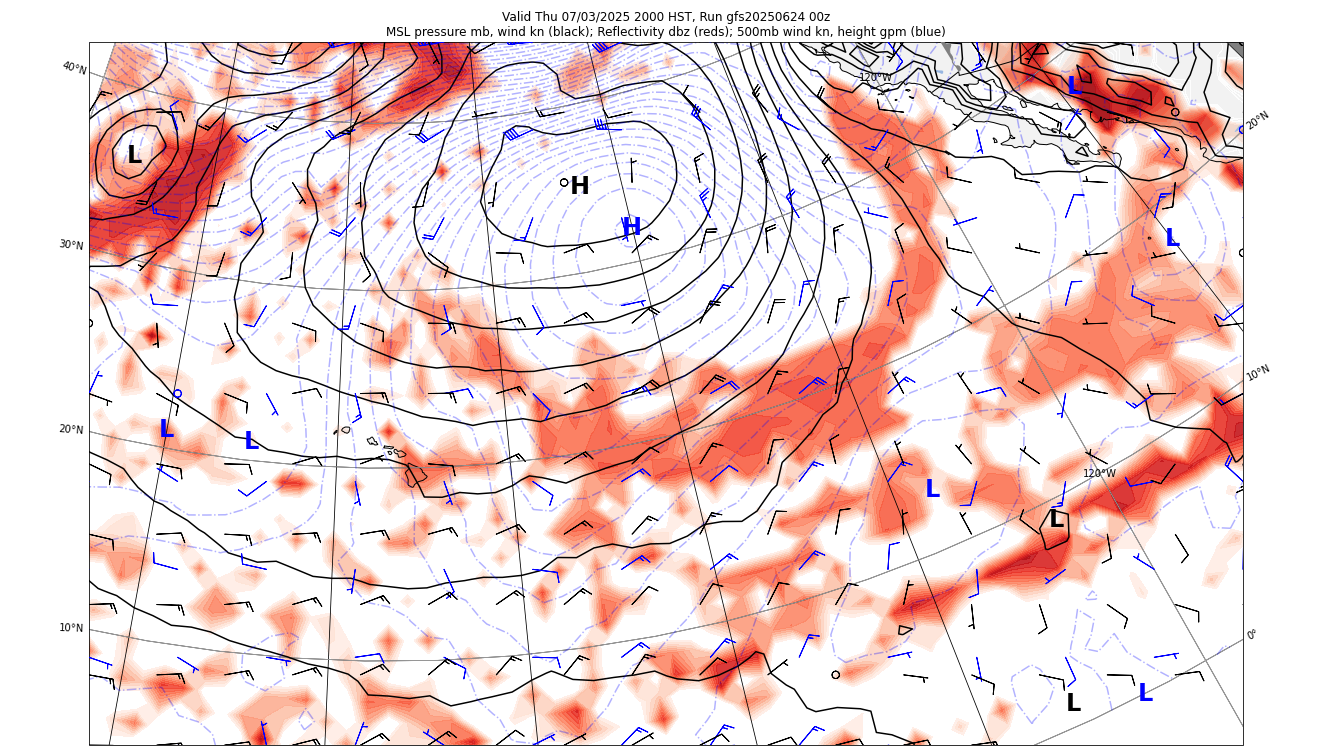 Valid Thu 07/03/2025 2000 HST, Run gfs20250624 00z
MSL pressure mb, wind kn (black); Reflectivity dbz (reds); 500mb wind kn, height gpm (blue)
40°N
120°W
L
20°N
L
H
H
L
30°N
10°N
L
20°N
L
120°W
L
L
10°N
0°
L
L